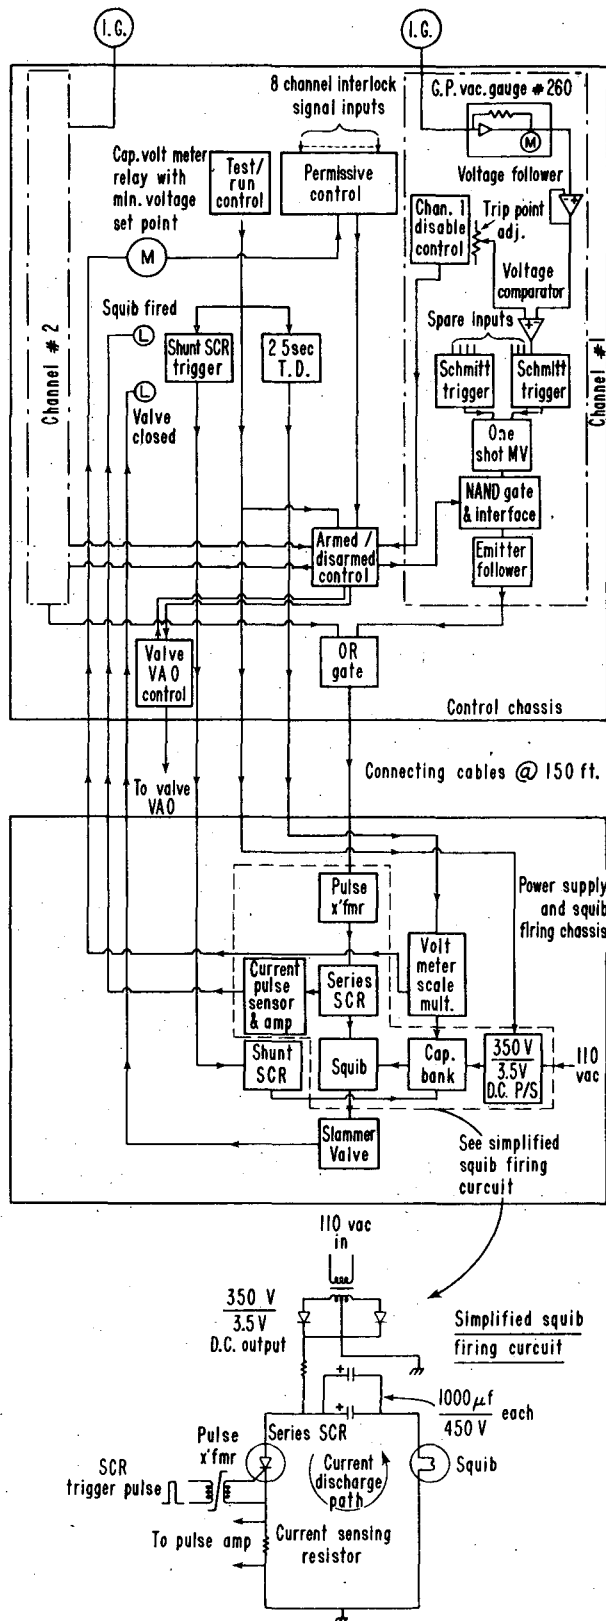 I.G.
I.G.
8 channel interlock
signal inputs
G.P. vac. gauge #260
M
Cap. volt meter
relay with
min. voltage
set point
Test/
run
control
Permissive
control
Voltage follower
Chan. 1
disable
control
Trip point
adj.
Voltage
comparator
M
Squib fired
L
Shunt SCR
trigger
2 5sec
T.D.
Spare inputs
Schmitt
trigger
Schmitt
trigger
Channel #2
Channel #1
L
Valve
closed
One
shot MV
NAND gate
& interface
Armed /
disarmed
control
Emitter
follower
Valve
VAO
control
OR
gate
Control chassis
To valve
VAO
Connecting cables @ 150 ft.
Pulse
x'fmr
Power supply
and squib
firing chassis
Volt
meter
scale
mult.
Current
pulse
sensor
& amp
Series
SCR
Shunt
SCR
Squib
Cap.
bank
350 V
3.5V
D.C. P/S
110
vac
Slammer
Valve
See simplified
squib firing
curcuit
110 vac
in
350 V
3.5V
D.C. output
Simplified squib
firing curcuit
1000 μf
450 V
each
Series SCR
Pulse
x'fmr
SCR
trigger pulse
Current
discharge
path
Squib
To pulse amp
Current sensing
resistor